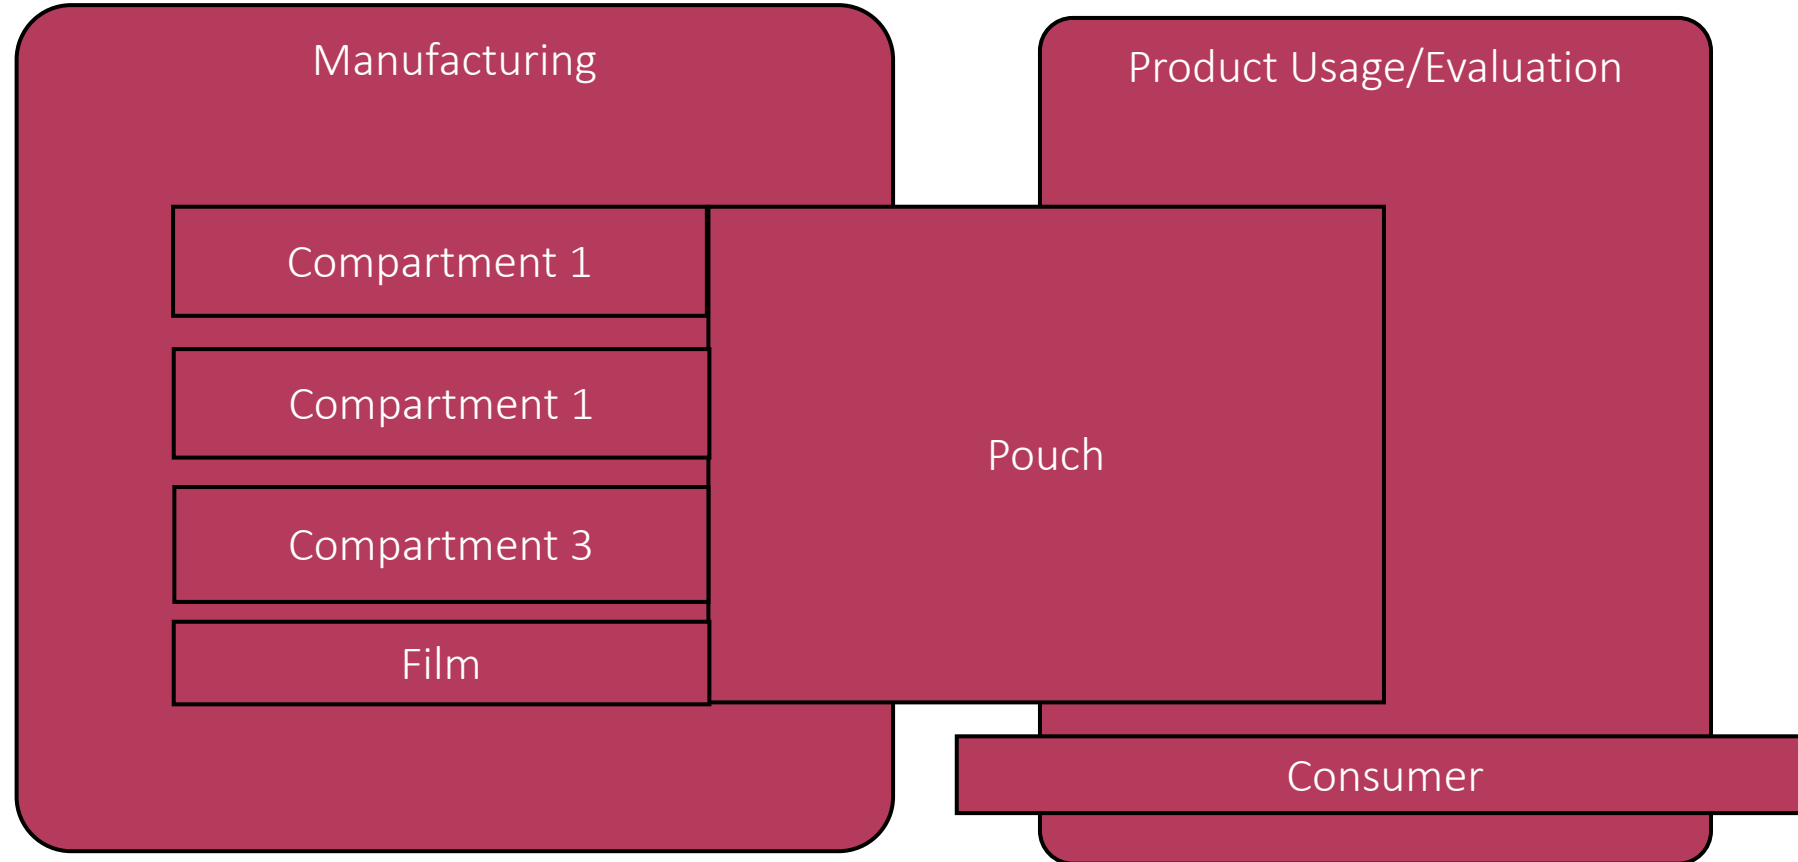 Manufacturing
Product Usage/Evaluation
Compartment 1
Compartment 1
Pouch
Compartment 3
Film
Consumer